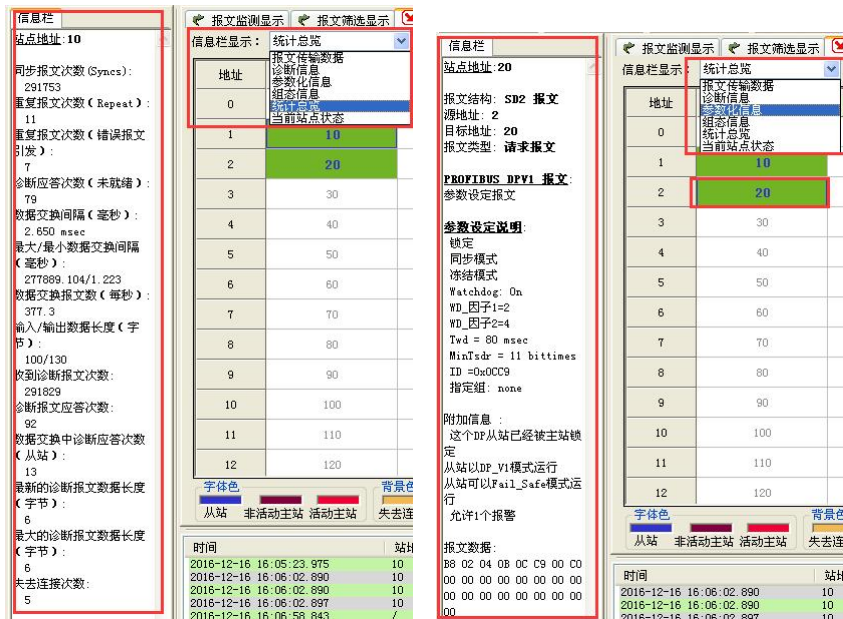 信息栏
站点地址:10
同步报文次数(Syncs):
291753
重复报文次数(Repeat):
11
重复报文次数(错误报文
引发):
7
诊断应答次数(未就绪):
79
数据交换间隔(毫秒):
2.650 msec
最大/最小数据交换间隔
(毫秒):
277889.104/1.223
数据交换报文数(每秒):
377.3
输入/输出数据长度(字
节):
100/130
收到诊断报文次数:
291829
诊断报文应答次数:
92
数据交换中诊断应答次数
(从站):
13
最新的诊断报文数据长度
(字节):
6
最大的诊断报文数据长度
(字节):
6
失去连接次数:
5
报文监测显示 报文筛选显示
信息栏显示: 统计总览
报文传输数据
诊断信息
参数化信息
组态信息
统计总览
当前站点状态
地址
0
1 10
2 20
3 30
4 40
5 50
6 60
7 70
8 80
9 90
10 100
11 110
12 120
字体色 背景色
从站 非活动主站 活动主站 失去连
时间 站址
2016-12-16 16:05:23.975 10
2016-12-16 16:06:02.890 10
2016-12-16 16:06:02.890 10
2016-12-16 16:06:02.897 10
2016-12-16 16:06:58.843 /
信息栏
站点地址:20
报文结构: SD2 报文
源地址: 2
目标地址: 20
报文类型: 请求报文
PROFIBUS DPV1 报文:
参数设定报文
参数设定说明:
锁定
同步模式
冻结模式
Watchdog: On
WD_因子1=2
WD_因子2=4
Twd = 80 msec
MinTsdr = 11 bittimes
ID =0x0CC9
指定组: none
附加信息 :
这个DP从站已经被主站锁
定
从站以DP_V1模式运行
从站可以Fail_Safe模式运
行
允许1个报警
报文数据:
B8 02 04 0B 0C C9 00 C0
00 00 00 00 00 00 00 00
00 00 00 00 00 00 00 00
00
报文监测显示 报文筛选显示
信息栏显示: 统计总览
报文传输数据
诊断信息
参数化信息
组态信息
统计总览
当前站点状态
地址
0
1 10
2 20
3 30
4 40
5 50
6 60
7 70
8 80
9 90
10 100
11 110
12 120
字体色 背景色
从站 非活动主站 活动主站 失去连
时间 站址
2016-12-16 16:06:02.890 10
2016-12-16 16:06:02.890 10
2016-12-16 16:06:02.897 10